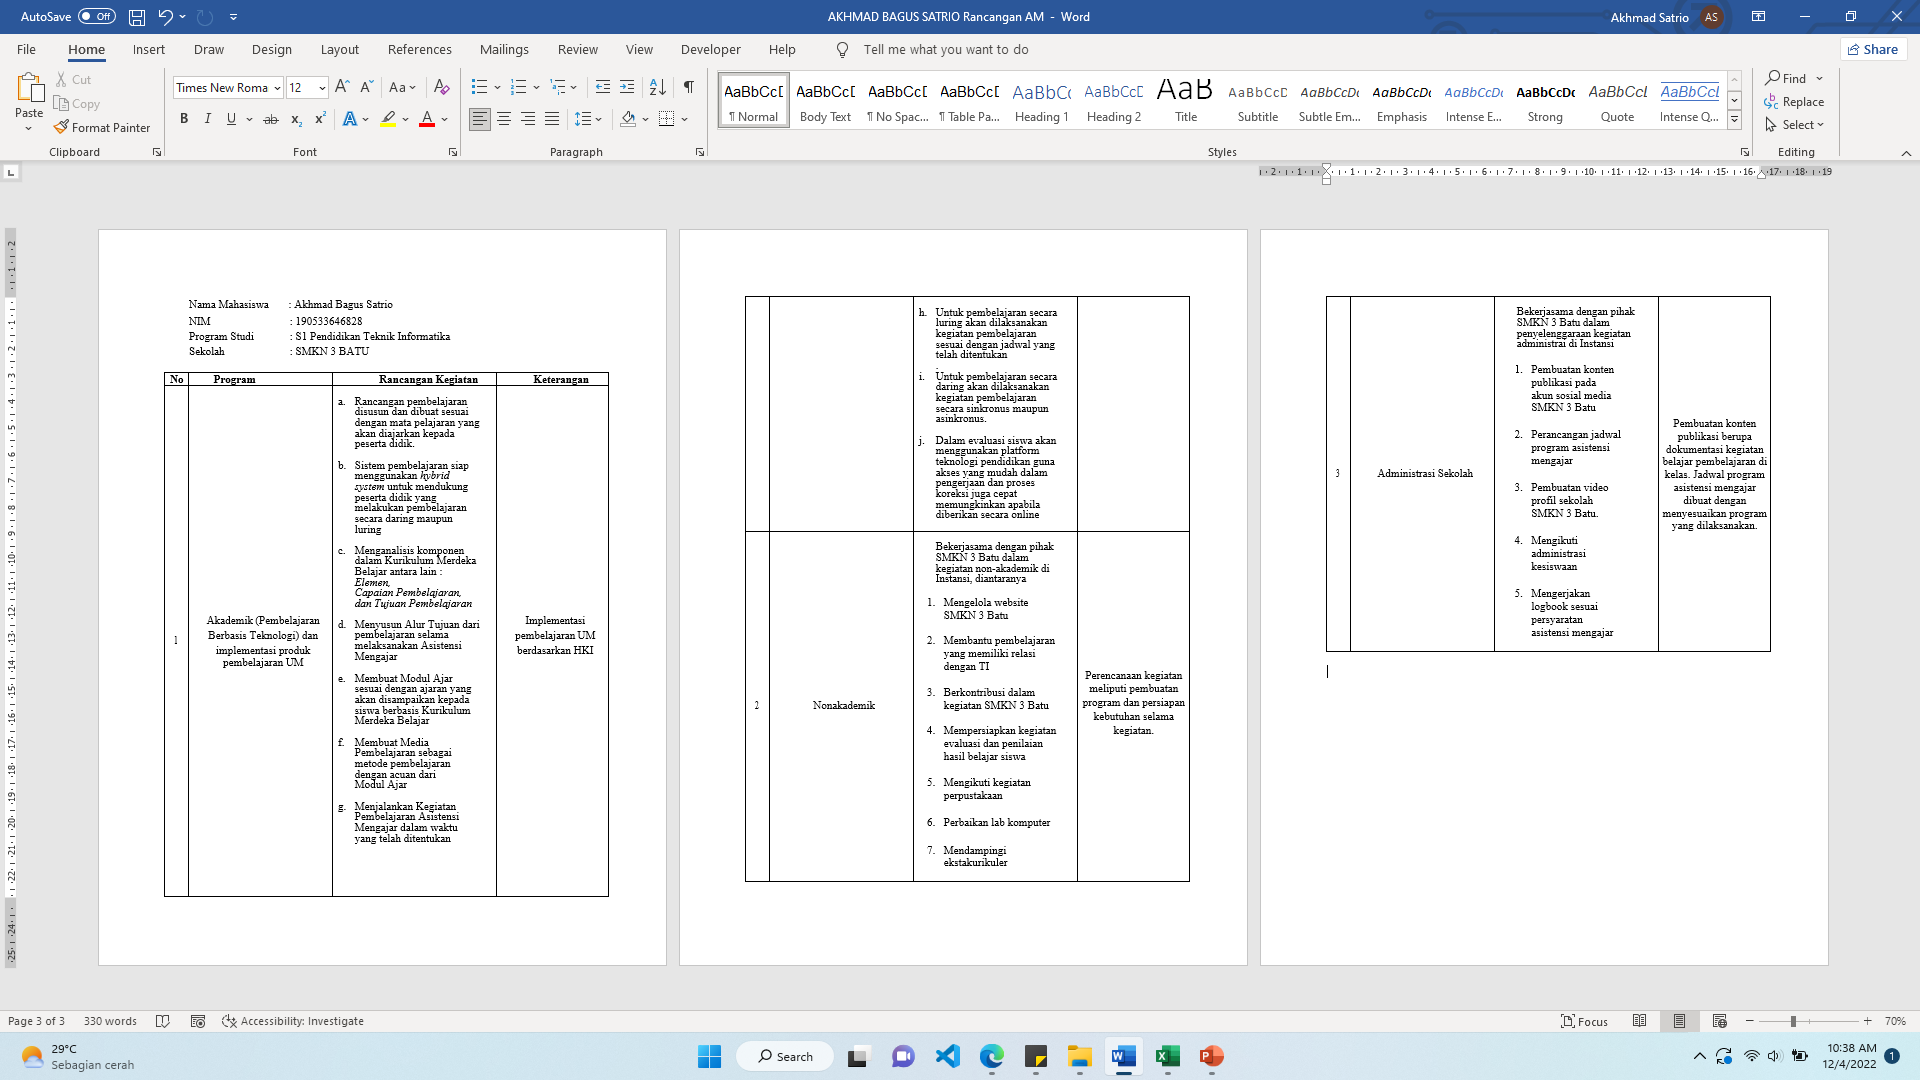 AutoSave Off
AKHMAD BAGUS SATRIO Rancangan AM - Word
Akhmad Satrio AS
File Home Insert Draw Design Layout References Mailings Review View Developer Help Tell me what you want to do Share
Paste
Cut
Copy
Format Painter
Clipboard
Times New Roma 12
Font
Paragraph
AaBbCcD AaBbCcDc AaBbCcDc AaBbCcDc AaBbCc AaBbCcD AaB AaBbCcD AaBbCcDc AaBbCcDc AaBbCcDc AaBbCcDc AaBbCcDc AaBbCcDc
¶ Normal Body Text ¶ No Spac... ¶ Table Pa... Heading 1 Heading 2 Title Subtitle Subtle Em... Emphasis Intense E... Strong Quote Intense Q...
Styles
Find
Replace
Select
Editing
Nama Mahasiswa : Akhmad Bagus Satrio
NIM : 190533646828
Program Studi : S1 Pendidikan Teknik Informatika
Sekolah : SMKN 3 BATU
No Program Rancangan Kegiatan Keterangan
1
Akademik (Pembelajaran
Berbasis Teknologi) dan
implementasi produk
pembelajaran UM
a. Rancangan pembelajaran
disusun dan dibuat sesuai
dengan mata pelajaran yang
akan diajarkan kepada
peserta didik.
b. Sistem pembelajaran siap
menggunakan hybrid
system untuk mendukung
peserta didik yang
melakukan pembelajaran
secara daring maupun
luring
c. Menganalisis komponen
dalam Kurikulum Merdeka
Belajar antara lain :
Elemen,
Capaian Pembelajaran,
dan Tujuan Pembelajaran
d. Menyusun Alur Tujuan dari
pembelajaran selama
melaksanakan Asistensi
Mengajar
e. Membuat Modul Ajar
sesuai dengan ajaran yang
akan disampaikan kepada
siswa berbasis Kurikulum
Merdeka Belajar
f. Membuat Media
Pembelajaran sebagai
metode pembelajaran
dengan acuan dari
Modul Ajar
g. Menjalankan Kegiatan
Pembelajaran Asistensi
Mengajar dalam waktu
yang telah ditentukan
Implementasi
pembelajaran UM
berdasarkan HKI
h. Untuk pembelajaran secara
luring akan dilaksanakan
kegiatan pembelajaran
sesuai dengan jadwal yang
telah ditentukan
.
i. Untuk pembelajaran secara
daring akan dilaksanakan
kegiatan pembelajaran
secara sinkronus maupun
asinkronus.
j. Dalam evaluasi siswa akan
menggunakan platform
teknologi pendidikan guna
akses yang mudah dalam
pengerjaan dan proses
koreksi juga cepat
memungkinkan apabila
diberikan secara online
2
Nonakademik
Bekerjasama dengan pihak
SMKN 3 Batu dalam
kegiatan non-akademik di
Instansi, diantaranya
1. Mengelola website
SMKN 3 Batu
2. Membantu pembelajaran
yang memiliki relasi
dengan TI
3. Berkontribusi dalam
kegiatan SMKN 3 Batu
4. Mempersiapkan kegiatan
evaluasi dan penilaian
hasil belajar siswa
5. Mengikuti kegiatan
perpustakaan
6. Perbaikan lab komputer
7. Mendampingi
ekstakurikuler
Perencanaan kegiatan
meliputi pembuatan
program dan persiapan
kebutuhan selama
kegiatan.
3
Administrasi Sekolah
Bekerjasama dengan pihak
SMKN 3 Batu dalam
penyelenggaraan kegiatan
administrai di Instansi
1. Pembuatan konten
publikasi pada
akun sosial media
SMKN 3 Batu
2. Perancangan jadwal
program asistensi
mengajar
3. Pembuatan video
profil sekolah
SMKN 3 Batu.
4. Mengikuti
administrasi
kesiswaan
5. Mengerjakan
logbook sesuai
persyaratan
asistensi mengajar
Pembuatan konten
publikasi berupa
dokumentasi kegiatan
belajar pembelajaran di
kelas. Jadwal program
asistensi mengajar
dibuat dengan
menyesuaikan program
yang dilaksanakan.
Page 3 of 3 330 words Accessibility: Investigate Focus 70%
29°C
Sebagian cerah
Search
10:38 AM
12/4/2022
1